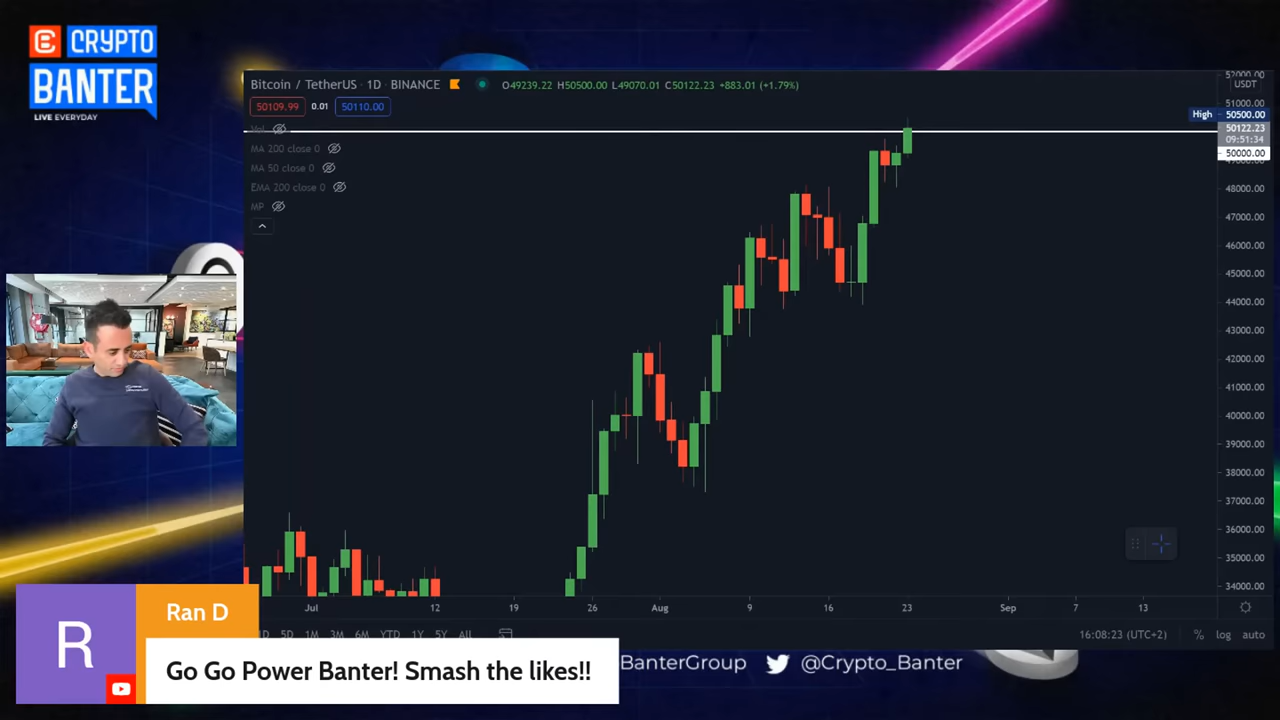 CRYPTO
BANTER
LIVE EVERYDAY
Bitcoin / TetherUS · 1D · BINANCE
O49239.22 H50500.00 L49070.01 C50122.23 +883.01 (+1.79%)
50109.99 0.01 50110.00
Vol
MA 200 close 0
MA 50 close 0
EMA 200 close 0
MP
52000.00
USDT
51000.00
High 50500.00
50122.23
09:51:34
50000.00
49000.00
48000.00
47000.00
46000.00
45000.00
44000.00
43000.00
42000.00
41000.00
40000.00
39000.00
38000.00
37000.00
36000.00
35000.00
34000.00
Jul 12 19 26 Aug 9 16 23 Sep 7 13
1D 5D 1M 3M 6M YTD 1Y 5Y All
16:08:23 (UTC+2) % log auto
R
Ran D
Go Go Power Banter! Smash the likes!!
BanterGroup @Crypto_Banter